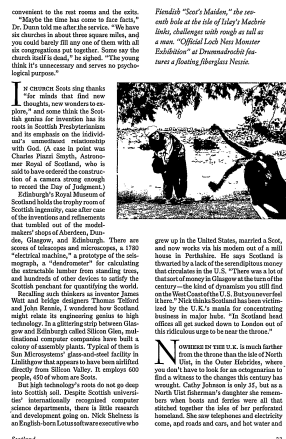 convenient to the rest rooms and the exits.
"Maybe the time has come to face facts,"
Dr. Dunn told me after the service. "We have
six churches in about three square miles, and
you could barely fill any one of them with all
six congregations put together. Some say the
church itself is dead," he sighed. "The young
think it's unnecessary and serves no psycho-
logical purpose."
IN CHURCH Scots sing thanks
"for minds that find new
thoughts, new wonders to ex-
plore," and some think the Scot-
tish genius for invention has its
roots in Scottish Presbyterianism
and its emphasis on the individ-
ual's unmediated relationship
with God. (A case in point was
Charles Piazzi Smyth, Astrono-
mer Royal of Scotland, who is
said to have ordered the construc-
tion of a camera strong enough
to record the Day of Judgment.)
Edinburgh's Royal Museum of
Scotland holds the trophy room of
Scottish ingenuity, case after case
of the inventions and refinements
that tumbled out of the model-
makers' shops of Aberdeen, Dun-
dee, Glasgow, and Edinburgh. There are
scores of telescopes and microscopes, a 1780
"electrical machine," a prototype of the seis-
mograph, a "dendrometer" for calculating
the extractable lumber from standing trees,
and hundreds of other devices to satisfy the
Scottish penchant for quantifying the world.
Recalling such thinkers as inventor James
Watt and bridge designers Thomas Telford
and John Rennie, I wondered how Scotland
might relate its engineering genius to high
technology. In a glittering strip between Glas-
gow and Edinburgh called Silicon Glen, mul-
tinational computer companies have built a
colony of assembly plants. Typical of them is
Sun Microsystems' glass-and-steel facility in
Linlithgow that appears to have been airlifted
directly from Silicon Valley. It employs 600
people, 450 of whom are Scots.
But high technology's roots do not go deep
into Scottish soil. Despite Scottish universi-
ties' internationally recognized computer
science departments, there is little research
and development going on. Nick Shelness is
an English-born Lotus software executive who
Fiendish "Scot's Maiden," the sev-
enth hole at the isle of Islay's Machrie
links, challenges with rough as tall as
a man. "Official Loch Ness Monster
Exhibition" at Drumnadrochit fea-
tures a floating fiberglass Nessie.
grew up in the United States, married a Scot,
and now works via his modem out of a mill
house in Perthshire. He says Scotland is
thwarted by a lack of the serendipitous money
that circulates in the U.S. "There was a lot of
that sort of money in Glasgow at the turn of the
century—the kind of dynamism you still find
on the West Coast of the U.S. But you never feel
it here." Nick thinks Scotland has been victim-
ized by the U.K.'s mania for concentrating
business in major hubs. "In Scotland head
offices all get sucked down to London out of
this ridiculous urge to be near the throne."
NOWHERE IN THE U.K. is much farther
from the throne than the isle of North
Uist, in the Outer Hebrides, where
you don't have to look for an octogenarian to
find a witness to the changes this century has
wrought. Cathy Johnson is only 35, but as a
North Uist fisherman's daughter she remem-
bers when boats and ferries were all that
stitched together the isles of her perforated
homeland. She saw telephones and electricity
come, and roads and cars, and hot water and
Scotland